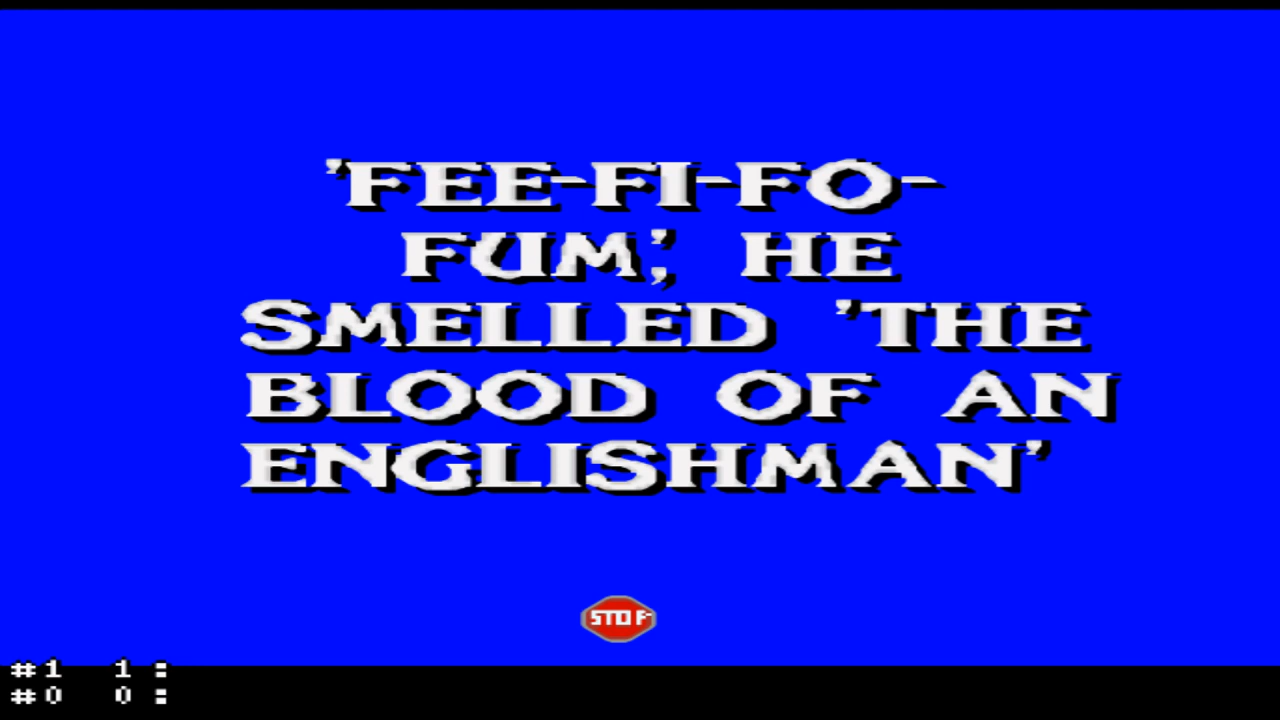 'FEE-FI-FO-
FUM,' HE
SMELLED 'THE
BLOOD OF AN
ENGLISHMAN'
STOP
#1 1 :
#0 0 :